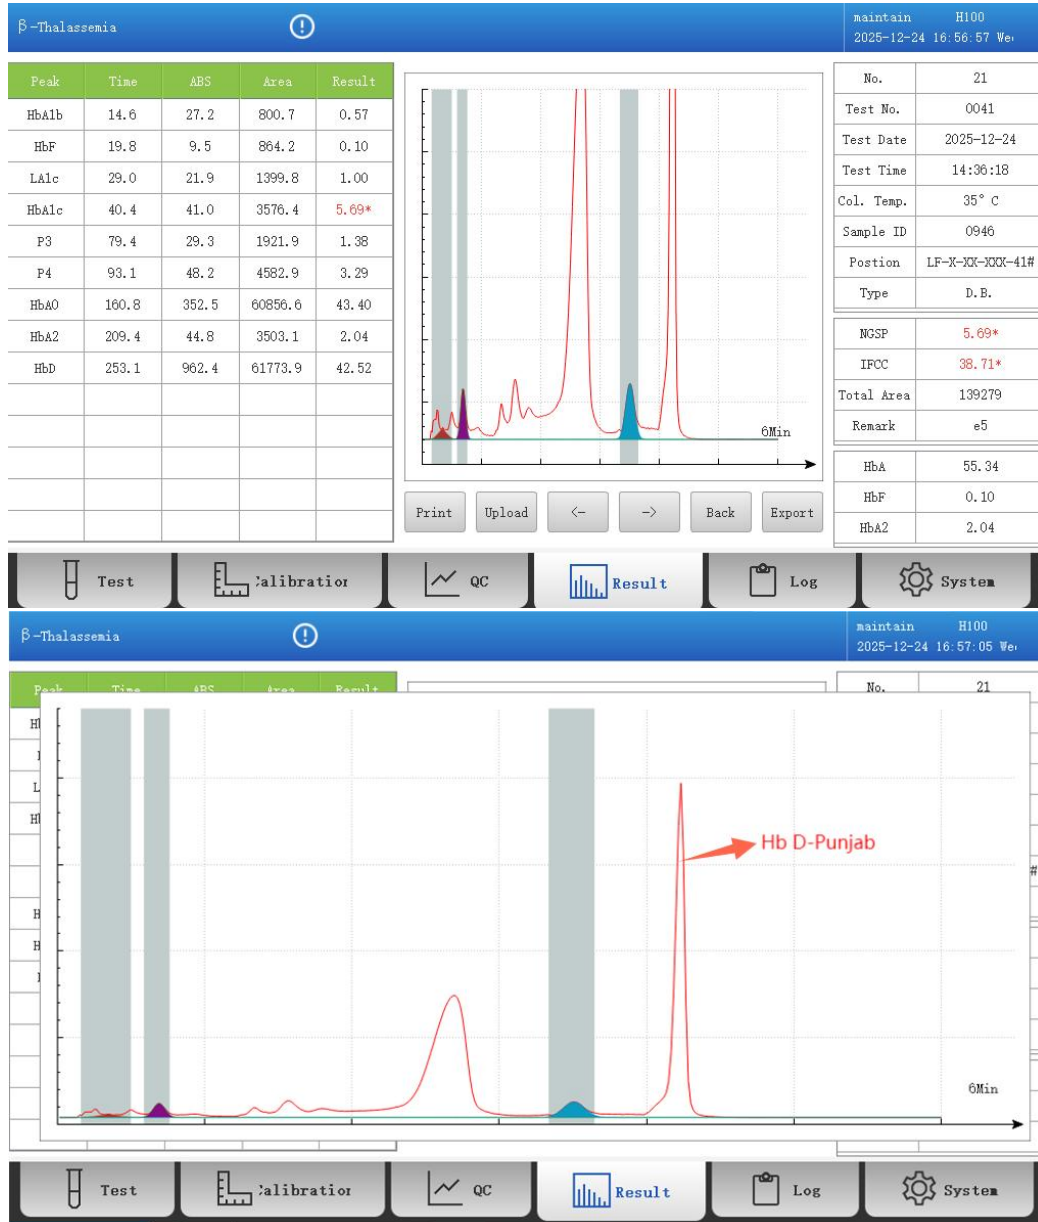 β-Thalassemia
maintain H100
2025-12-24 16:56:57 We
Peak Time ABS Area Result
HbA1b 14.6 27.2 800.7 0.57
HbF 19.8 9.5 864.2 0.10
LA1c 29.0 21.9 1399.8 1.00
HbA1c 40.4 41.0 3576.4 5.69*
P3 79.4 29.3 1921.9 1.38
P4 93.1 48.2 4582.9 3.29
HbA0 160.8 352.5 60856.6 43.40
HbA2 209.4 44.8 3503.1 2.04
HbD 253.1 962.4 61773.9 42.52
6Min
Print Upload <- -> Back Export
No. 21
Test No. 0041
Test Date 2025-12-24
Test Time 14:36:18
Col. Temp. 35° C
Sample ID 0946
Postion LF-X-XX-XXX-41#
Type D.B.
NGSP 5.69*
IFCC 38.71*
Total Area 139279
Remark e5
HbA 55.34
HbF 0.10
HbA2 2.04
Test Calibration QC Result Log System
β-Thalassemia
maintain H100
2025-12-24 16:57:05 We
Peak Time ABS Area Result
No. 21
Hb D-Punjab
#
6Min
Test Calibration QC Result Log System